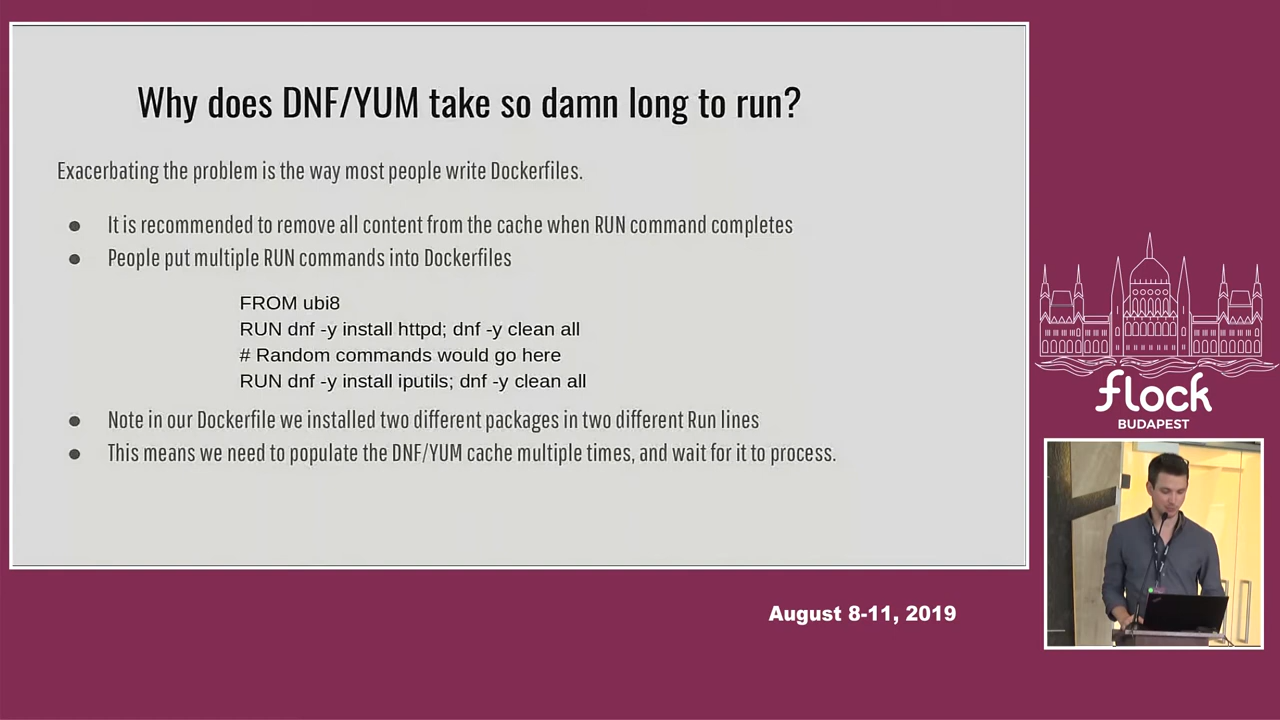 Why does DNF/YUM take so damn long to run?
Exacerbating the problem is the way most people write Dockerfiles.
● It is recommended to remove all content from the cache when RUN command completes
● People put multiple RUN commands into Dockerfiles
FROM ubi8
RUN dnf -y install httpd; dnf -y clean all
# Random commands would go here
RUN dnf -y install iputils; dnf -y clean all
● Note in our Dockerfile we installed two different packages in two different Run lines
● This means we need to populate the DNF/YUM cache multiple times, and wait for it to process.
flock
BUDAPEST
August 8-11, 2019